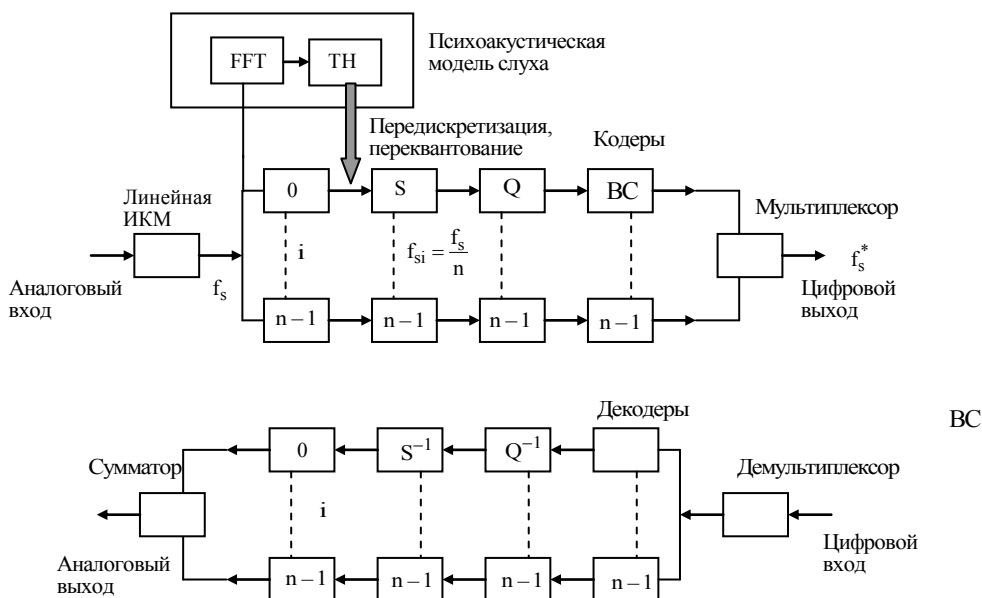 Психоакустическая
модель слуха
FFT
TH
Передискретизация,
переквантование
Кодеры
Линейная
ИКМ
0
S
Q
BC
Мультиплексор
i
f_si = f_s / n
f_s
f_s^*
Аналоговый
вход
Цифровой
выход
n – 1
n – 1
n – 1
n – 1
Декодеры
BC
Сумматор
0
S^–1
Q^–1
Демультиплексор
i
Аналоговый
выход
Цифровой
вход
n – 1
n – 1
n – 1
n – 1